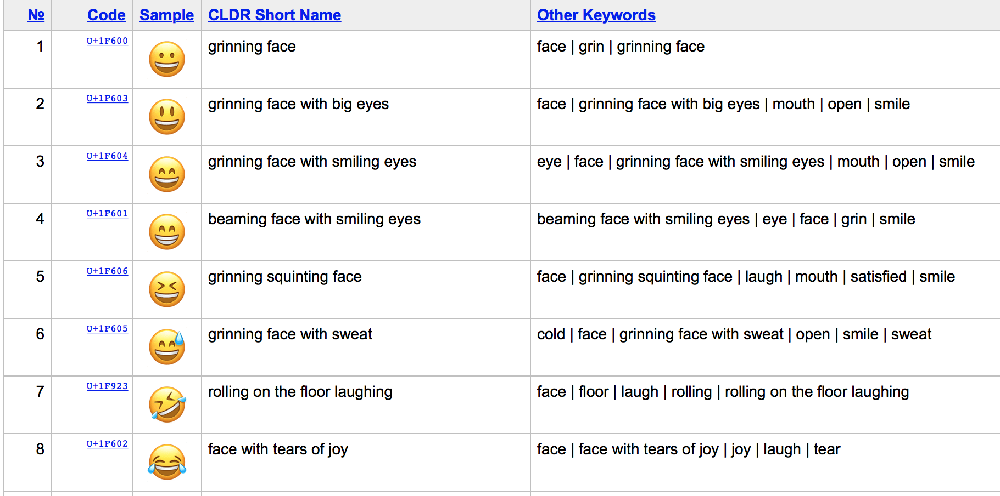 № Code Sample CLDR Short Name Other Keywords
1 U+1F600 grinning face face | grin | grinning face
2 U+1F603 grinning face with big eyes face | grinning face with big eyes | mouth | open | smile
3 U+1F604 grinning face with smiling eyes eye | face | grinning face with smiling eyes | mouth | open | smile
4 U+1F601 beaming face with smiling eyes beaming face with smiling eyes | eye | face | grin | smile
5 U+1F606 grinning squinting face face | grinning squinting face | laugh | mouth | satisfied | smile
6 U+1F605 grinning face with sweat cold | face | grinning face with sweat | open | smile | sweat
7 U+1F923 rolling on the floor laughing face | floor | laugh | rolling | rolling on the floor laughing
8 U+1F602 face with tears of joy face | face with tears of joy | joy | laugh | tear